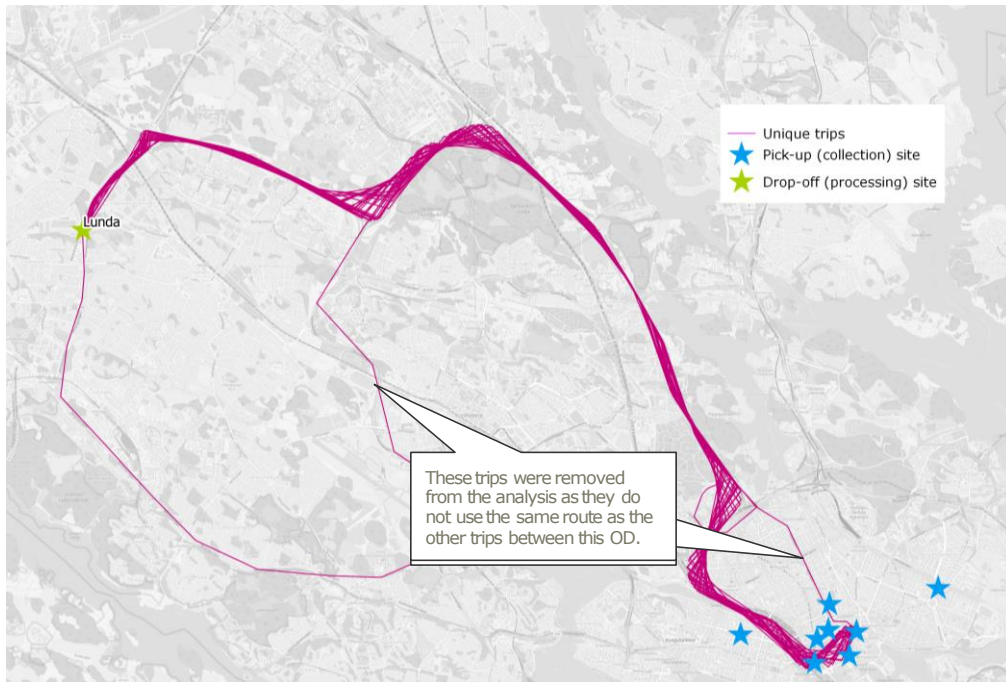 Unique trips
Pick-up (collection) site
Drop-off (processing) site
Lunda
These trips were removed
from the analysis as they do
not use the same route as the
other trips between this OD.